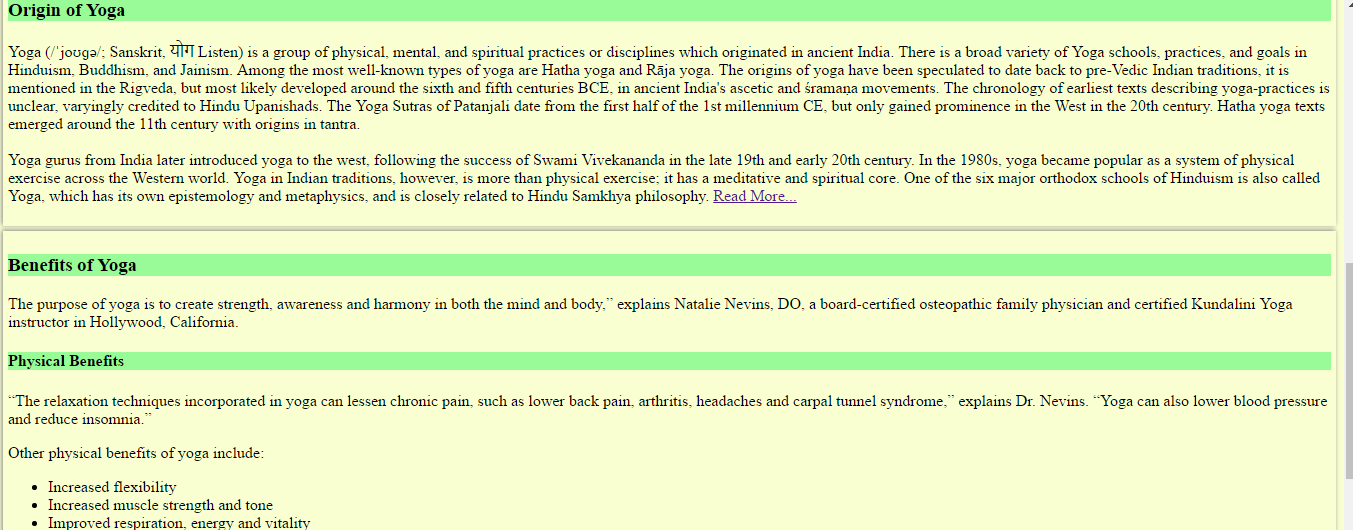 Origin of Yoga
Yoga (/ˈjoʊɡə/; Sanskrit, योग Listen) is a group of physical, mental, and spiritual practices or disciplines which originated in ancient India. There is a broad variety of Yoga schools, practices, and goals in
Hinduism, Buddhism, and Jainism. Among the most well-known types of yoga are Hatha yoga and Rāja yoga. The origins of yoga have been speculated to date back to pre-Vedic Indian traditions, it is
mentioned in the Rigveda, but most likely developed around the sixth and fifth centuries BCE, in ancient India's ascetic and śramaṇa movements. The chronology of earliest texts describing yoga-practices is
unclear, varyingly credited to Hindu Upanishads. The Yoga Sutras of Patanjali date from the first half of the 1st millennium CE, but only gained prominence in the West in the 20th century. Hatha yoga texts
emerged around the 11th century with origins in tantra.
Yoga gurus from India later introduced yoga to the west, following the success of Swami Vivekananda in the late 19th and early 20th century. In the 1980s, yoga became popular as a system of physical
exercise across the Western world. Yoga in Indian traditions, however, is more than physical exercise; it has a meditative and spiritual core. One of the six major orthodox schools of Hinduism is also called
Yoga, which has its own epistemology and metaphysics, and is closely related to Hindu Samkhya philosophy. Read More...
Benefits of Yoga
The purpose of yoga is to create strength, awareness and harmony in both the mind and body,” explains Natalie Nevins, DO, a board-certified osteopathic family physician and certified Kundalini Yoga
instructor in Hollywood, California.
Physical Benefits
“The relaxation techniques incorporated in yoga can lessen chronic pain, such as lower back pain, arthritis, headaches and carpal tunnel syndrome,” explains Dr. Nevins. “Yoga can also lower blood pressure
and reduce insomnia.”
Other physical benefits of yoga include:
• Increased flexibility
• Increased muscle strength and tone
• Improved respiration, energy and vitality